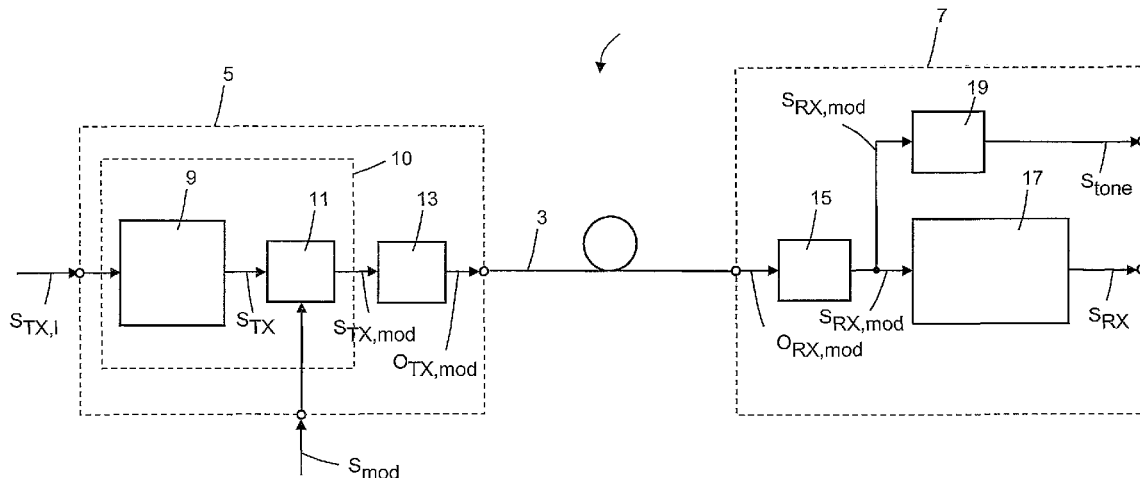 7
5
S_RX,mod
19
10
S_tone
9
11
13
3
15
17
S_TX,I
S_TX
S_TX,mod
O_TX,mod
S_RX,mod
O_RX,mod
S_RX
S_mod